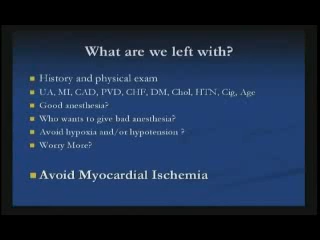 What are we left with?
History and physical exam
UA, MI, CAD, PVD, CHF, DM, Chol, HTN, Cig, Age
Good anesthesia?
Who wants to give bad anesthesia?
Avoid hypoxia and/or hypotension ?
Worry More?
Avoid Myocardial Ischemia